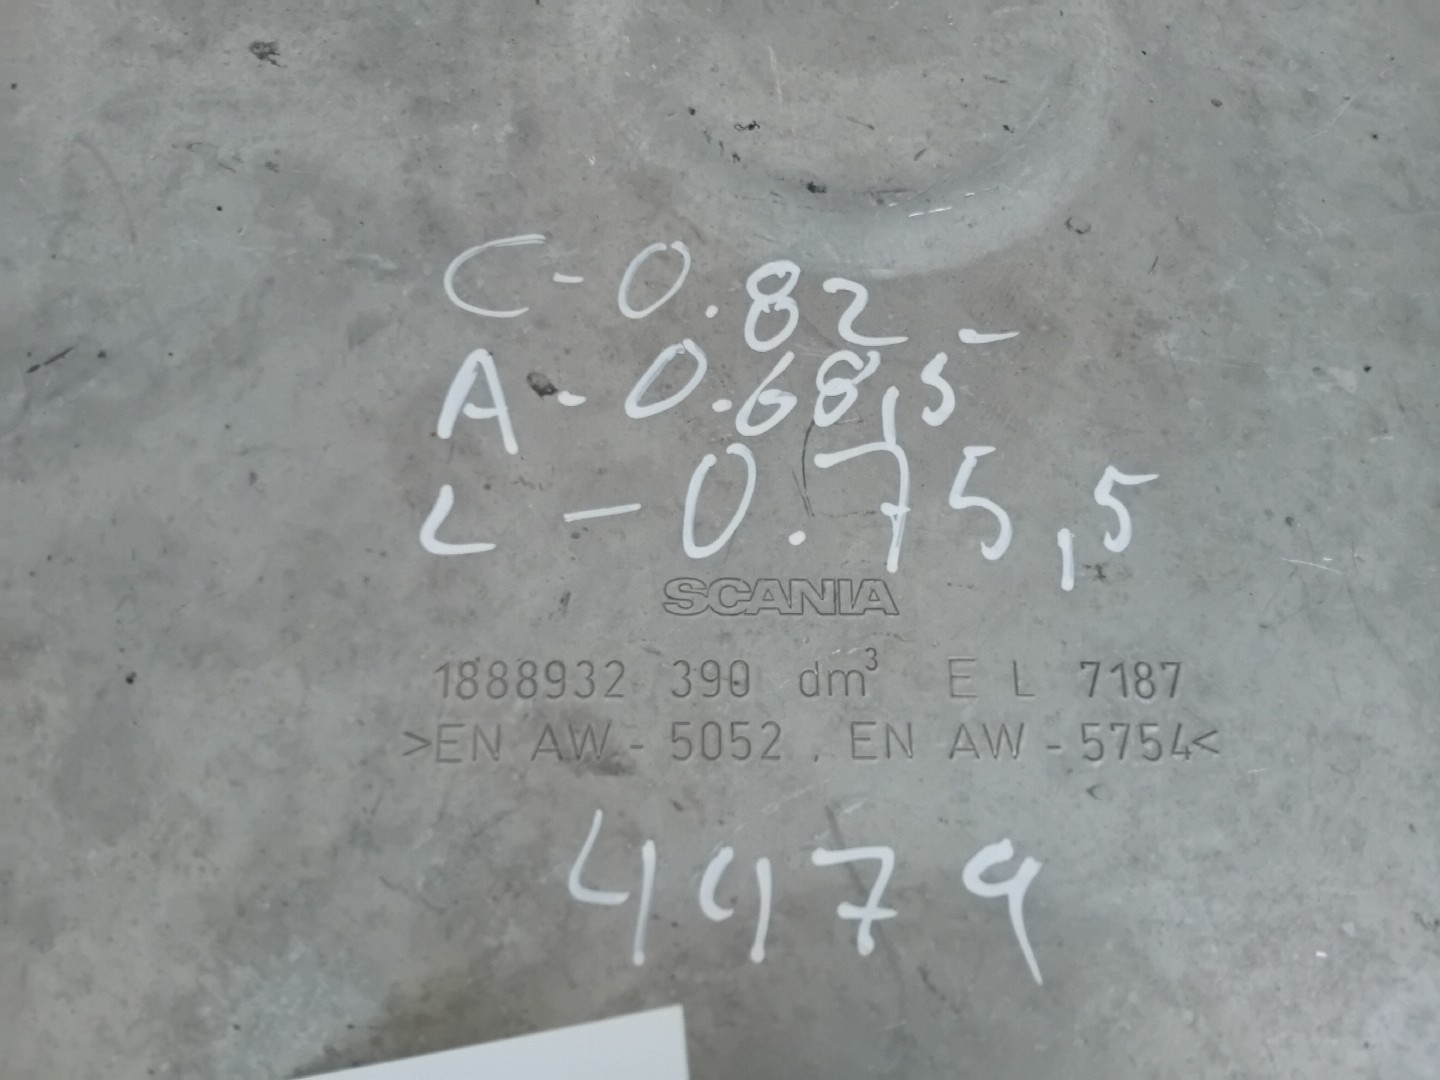 C-0.82
A-0.68,5
L-0.75,5
SCANIA
1888932 390 dm³ E L 7187
>EN AW-5052, EN AW-5754<
4479